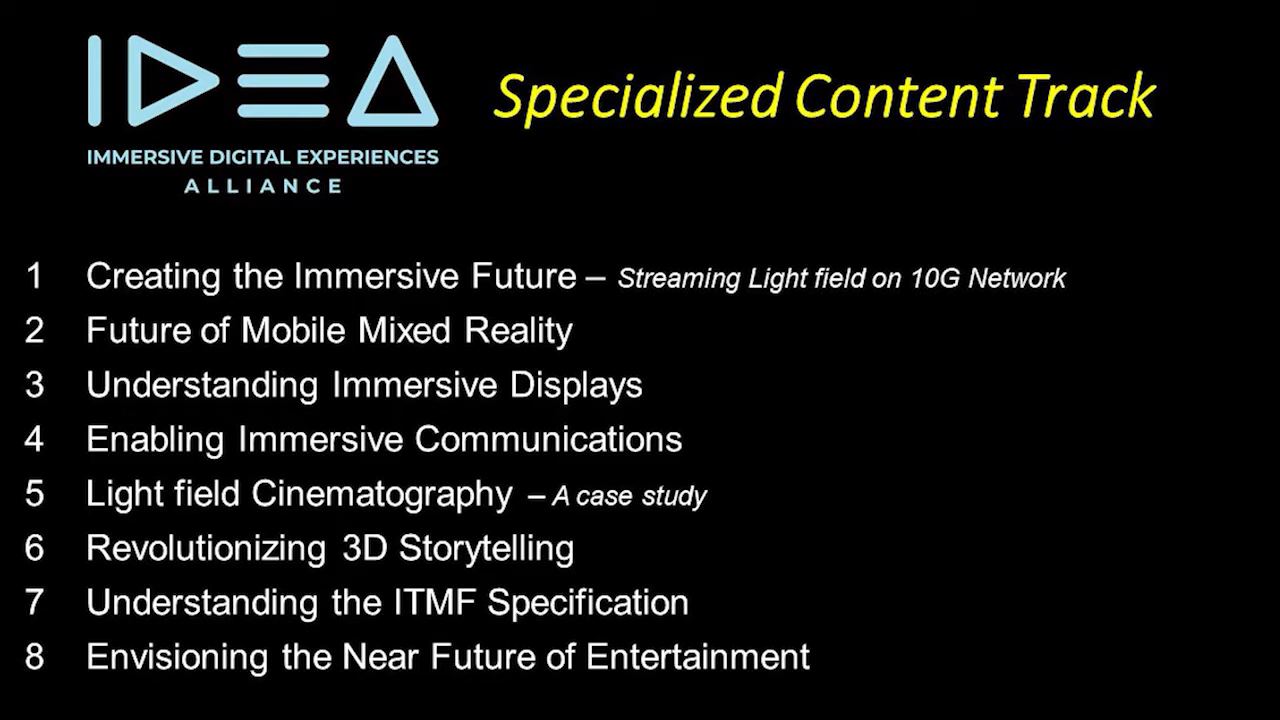 IDEA
IMMERSIVE DIGITAL EXPERIENCES
ALLIANCE
Specialized Content Track
1 Creating the Immersive Future – Streaming Light field on 10G Network
2 Future of Mobile Mixed Reality
3 Understanding Immersive Displays
4 Enabling Immersive Communications
5 Light field Cinematography – A case study
6 Revolutionizing 3D Storytelling
7 Understanding the ITMF Specification
8 Envisioning the Near Future of Entertainment